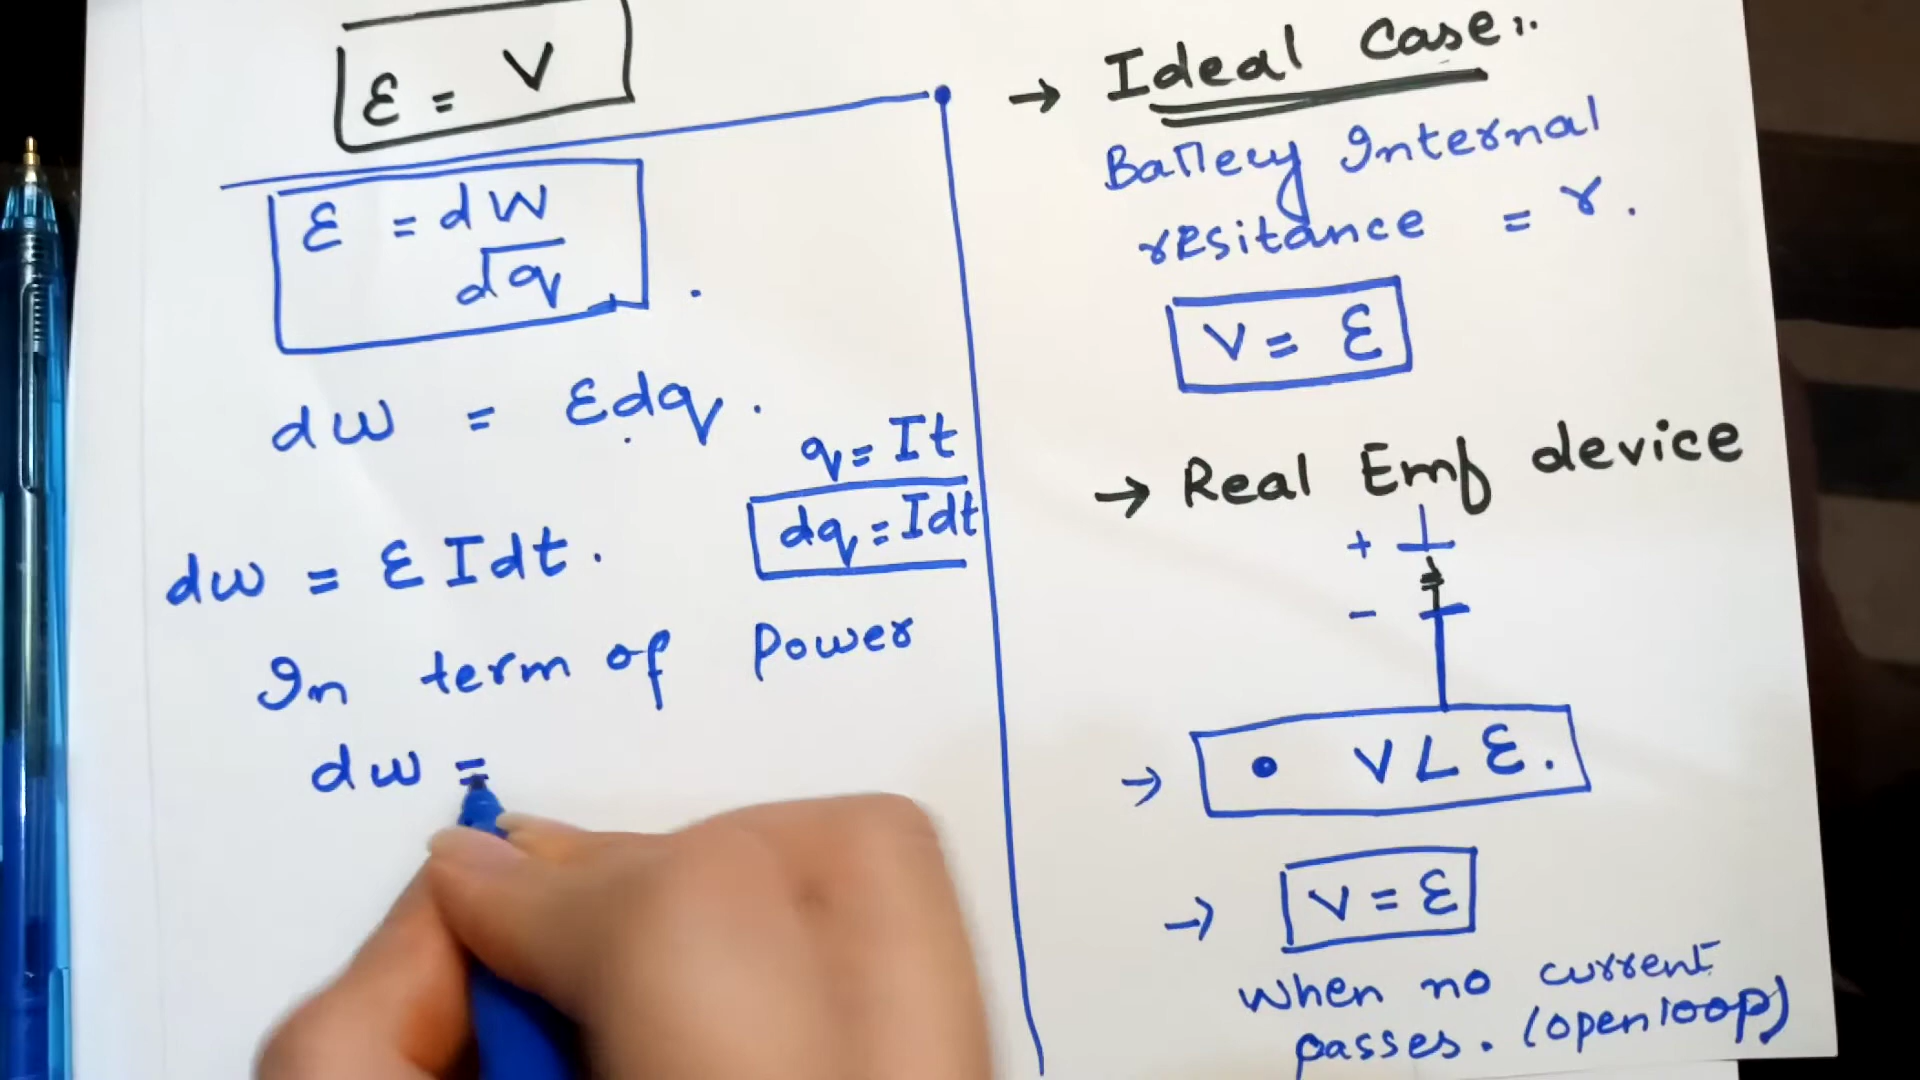 ε = V
ε = dW
dq
dw = εdq.
q = It
dq = Idt
dw = εIdt.
In term of Power
dw =
→ Ideal Case:
Battery Internal
resitance = r.
V = ε
→ Real Emf device
+
-
→ • V < ε.
→ V = ε
When no current
passes. (open loop)